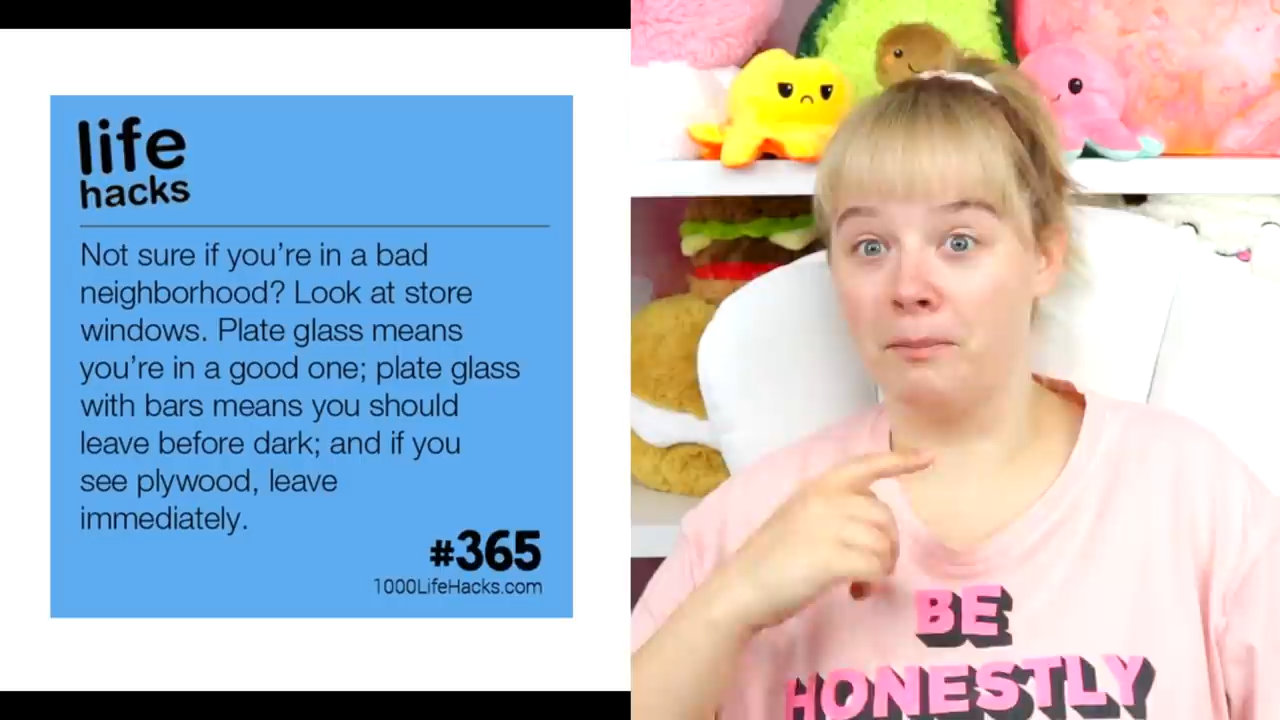 life
hacks
Not sure if you're in a bad
neighborhood? Look at store
windows. Plate glass means
you're in a good one; plate glass
with bars means you should
leave before dark; and if you
see plywood, leave
immediately.
#365
1000LifeHacks.com
BE
HONESTLY